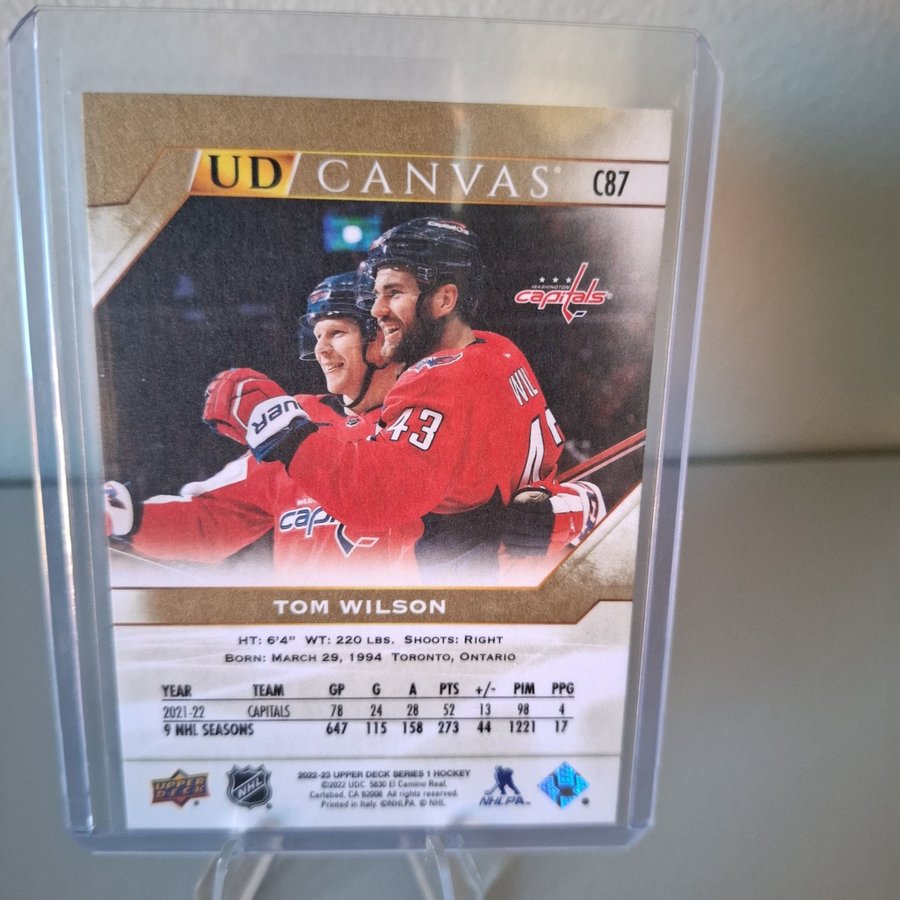 UD CANVAS C87
CapitalOne
WASHINGTON
capitals
WIL
43
43
BAUER
cap
TOM WILSON
HT: 6'4" WT: 220 LBS. SHOOTS: RIGHT
BORN: MARCH 29, 1994 TORONTO, ONTARIO
YEAR TEAM GP G A PTS +/- PIM PPG
2021-22 CAPITALS 78 24 28 52 13 98 4
9 NHL SEASONS 647 115 158 273 44 1221 17
UPPER DECK
NHL
2022-23 UPPER DECK SERIES 1 HOCKEY
©2022 UDC. 5830 El Camino Real,
Carlsbad, CA 92008. All rights reserved.
Printed in Italy ©NHLPA © NHL
NHLPA